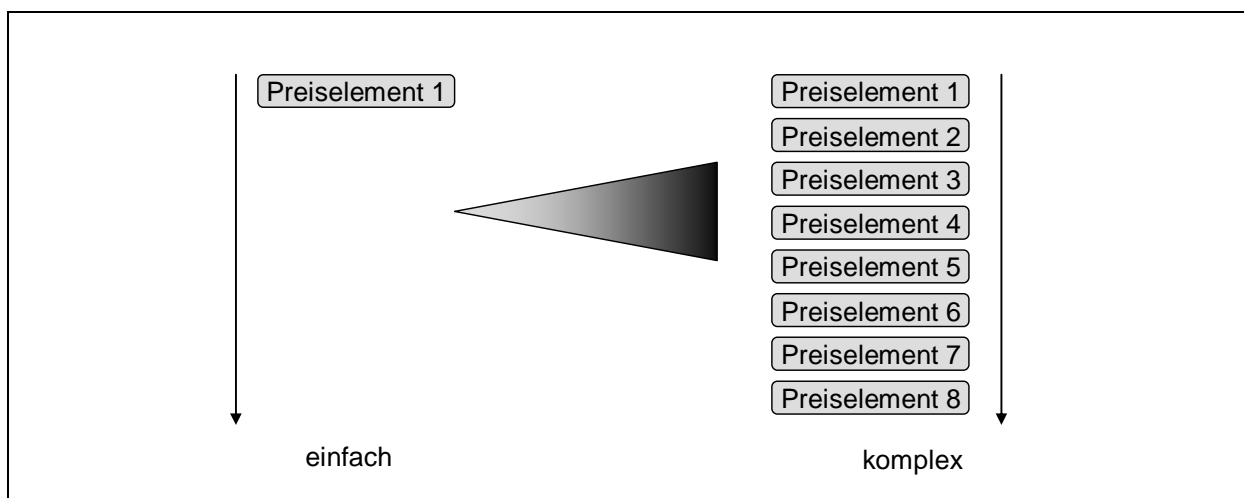 Preiselement 1
einfach
Preiselement 1
Preiselement 2
Preiselement 3
Preiselement 4
Preiselement 5
Preiselement 6
Preiselement 7
Preiselement 8
komplex